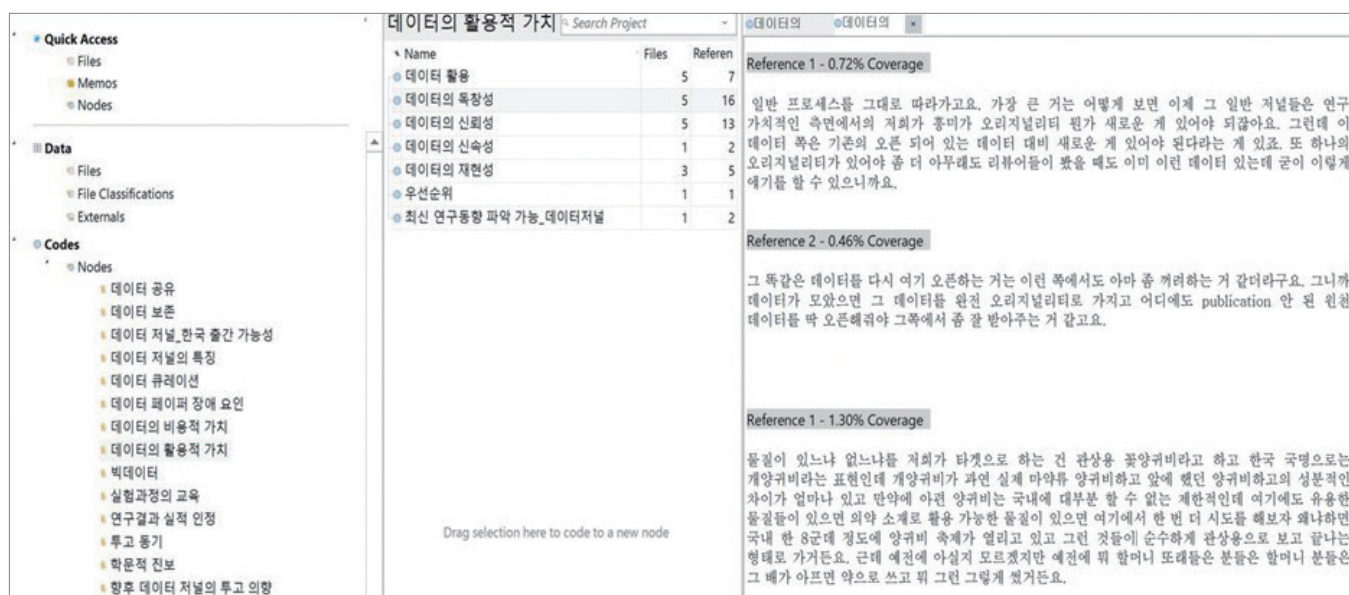 Quick Access
Files
Memos
Nodes
Data
Files
File Classifications
Externals
Codes
Nodes
데이터 공유
데이터 보존
데이터 저널_한국 출간 가능성
데이터 저널의 특징
데이터 큐레이션
데이터 페이퍼 장애 요인
데이터의 비용적 가치
데이터의 활용적 가치
빅데이터
실험과정의 교육
연구결과 실적 인정
투고 동기
학문적 진보
향후 데이터 저널의 투고 의향
데이터의 활용적 가치 Search Project
Name Files Referen
데이터 활용 5 7
데이터의 독창성 5 16
데이터의 신뢰성 5 13
데이터의 신속성 1 2
데이터의 재현성 3 5
우선순위 1 1
최신 연구동향 파악 가능_데이터저널 1 2
Drag selection here to code to a new node
데이터의 데이터의
Reference 1 - 0.72% Coverage
일반 프로세스를 그대로 따라가고요. 가장 큰 거는 어떻게 보면 이제 그 일반 저널들은 연구
가치적인 측면에서의 저희가 흥미가 오리지널리티 뭔가 새로운 게 있어야 되잖아요. 그런데 이
데이터 쪽은 기존의 오픈 되어 있는 데이터 대비 새로운 게 있어야 된다라는 게 있죠. 또 하나의
오리지널리티가 있어야 좀 더 아무래도 리뷰어들이 봤을 때도 이미 이런 데이터 있는데 굳이 이렇게
얘기를 할 수 있으니까요.
Reference 2 - 0.46% Coverage
그 똑같은 데이터를 다시 여기 오픈하는 거는 이런 쪽에서도 아마 좀 꺼려하는 거 같더라구요. 그니까
데이터가 모았으면 그 데이터를 완전 오리지널리티로 가지고 어디에도 publication 안 된 원천
데이터를 딱 오픈해줘야 그쪽에서 좀 잘 받아주는 거 같고요.
Reference 1 - 1.30% Coverage
물질이 있느냐 없느냐를 저희가 타겟으로 하는 건 관상용 꽃양귀비라고 하고 한국 국명으로는
개양귀비라는 표현인데 개양귀비가 과연 실제 마약류 양귀비하고 앞에 했던 양귀비하고의 성분적인
차이가 얼마나 있고 만약에 아편 양귀비는 국내에 대부분 할 수 없는 제한적인데 여기에도 유용한
물질들이 있으면 의약 소재로 활용 가능한 물질이 있으면 여기에서 한 번 더 시도를 해보자 왜냐하면
국내 한 8군데 정도에 양귀비 축제가 열리고 있고 그런 것들이 순수하게 관상용으로 보고 끝나는
형태로 가거든요. 근데 예전에 아실지 모르겠지만 예전에 뭐 할머니 또래들은 분들은 할머니 분들은
그 배가 아프면 약으로 쓰고 뭐 그런 그렇게 썼거든요.